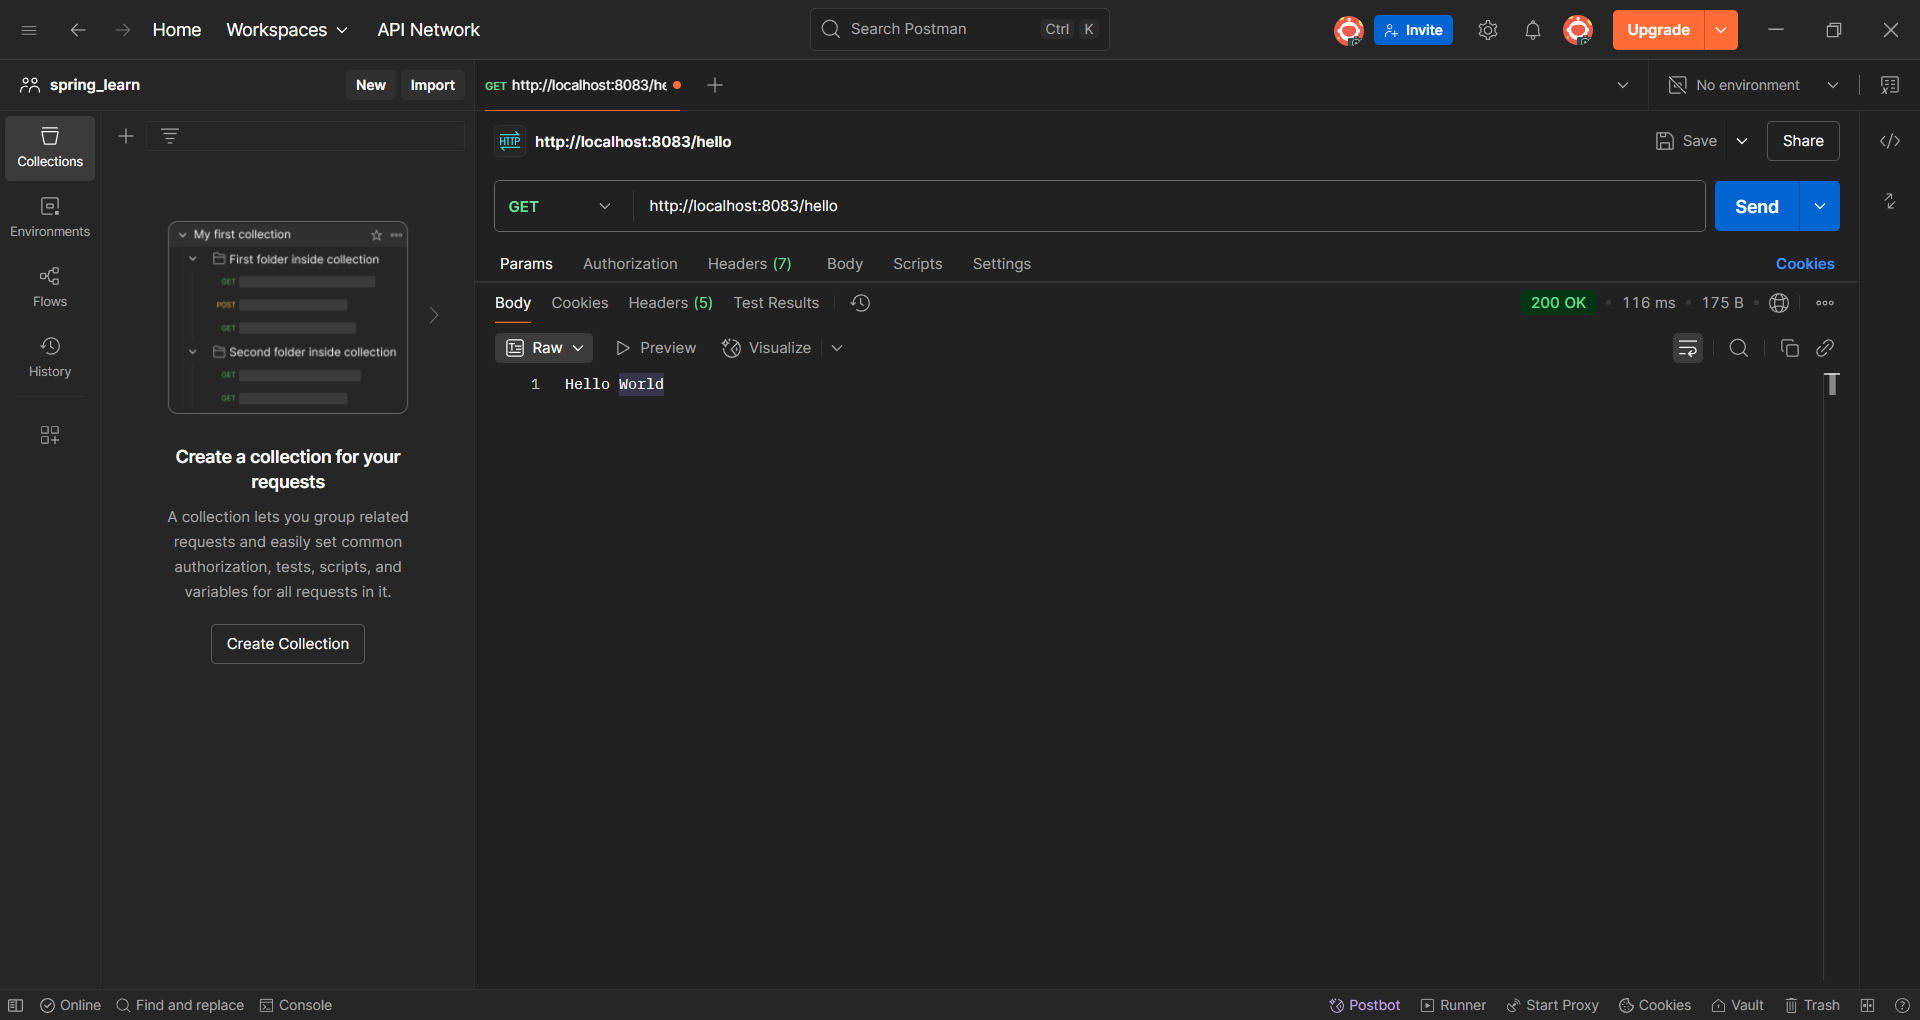 Home Workspaces API Network
Search Postman Ctrl K
Invite
Upgrade
spring_learn
New Import
GET http://localhost:8083/he
No environment
Collections
Environments
Flows
History
My first collection
First folder inside collection
GET
POST
GET
Second folder inside collection
GET
GET
Create a collection for your
requests
A collection lets you group related
requests and easily set common
authorization, tests, scripts, and
variables for all requests in it.
Create Collection
HTTP http://localhost:8083/hello
Save Share
GET http://localhost:8083/hello
Send
Params Authorization Headers (7) Body Scripts Settings
Cookies
Body Cookies Headers (5) Test Results
200 OK • 116 ms • 175 B
Raw Preview Visualize
1 Hello World
Online Find and replace Console
Postbot Runner Start Proxy Cookies Vault Trash